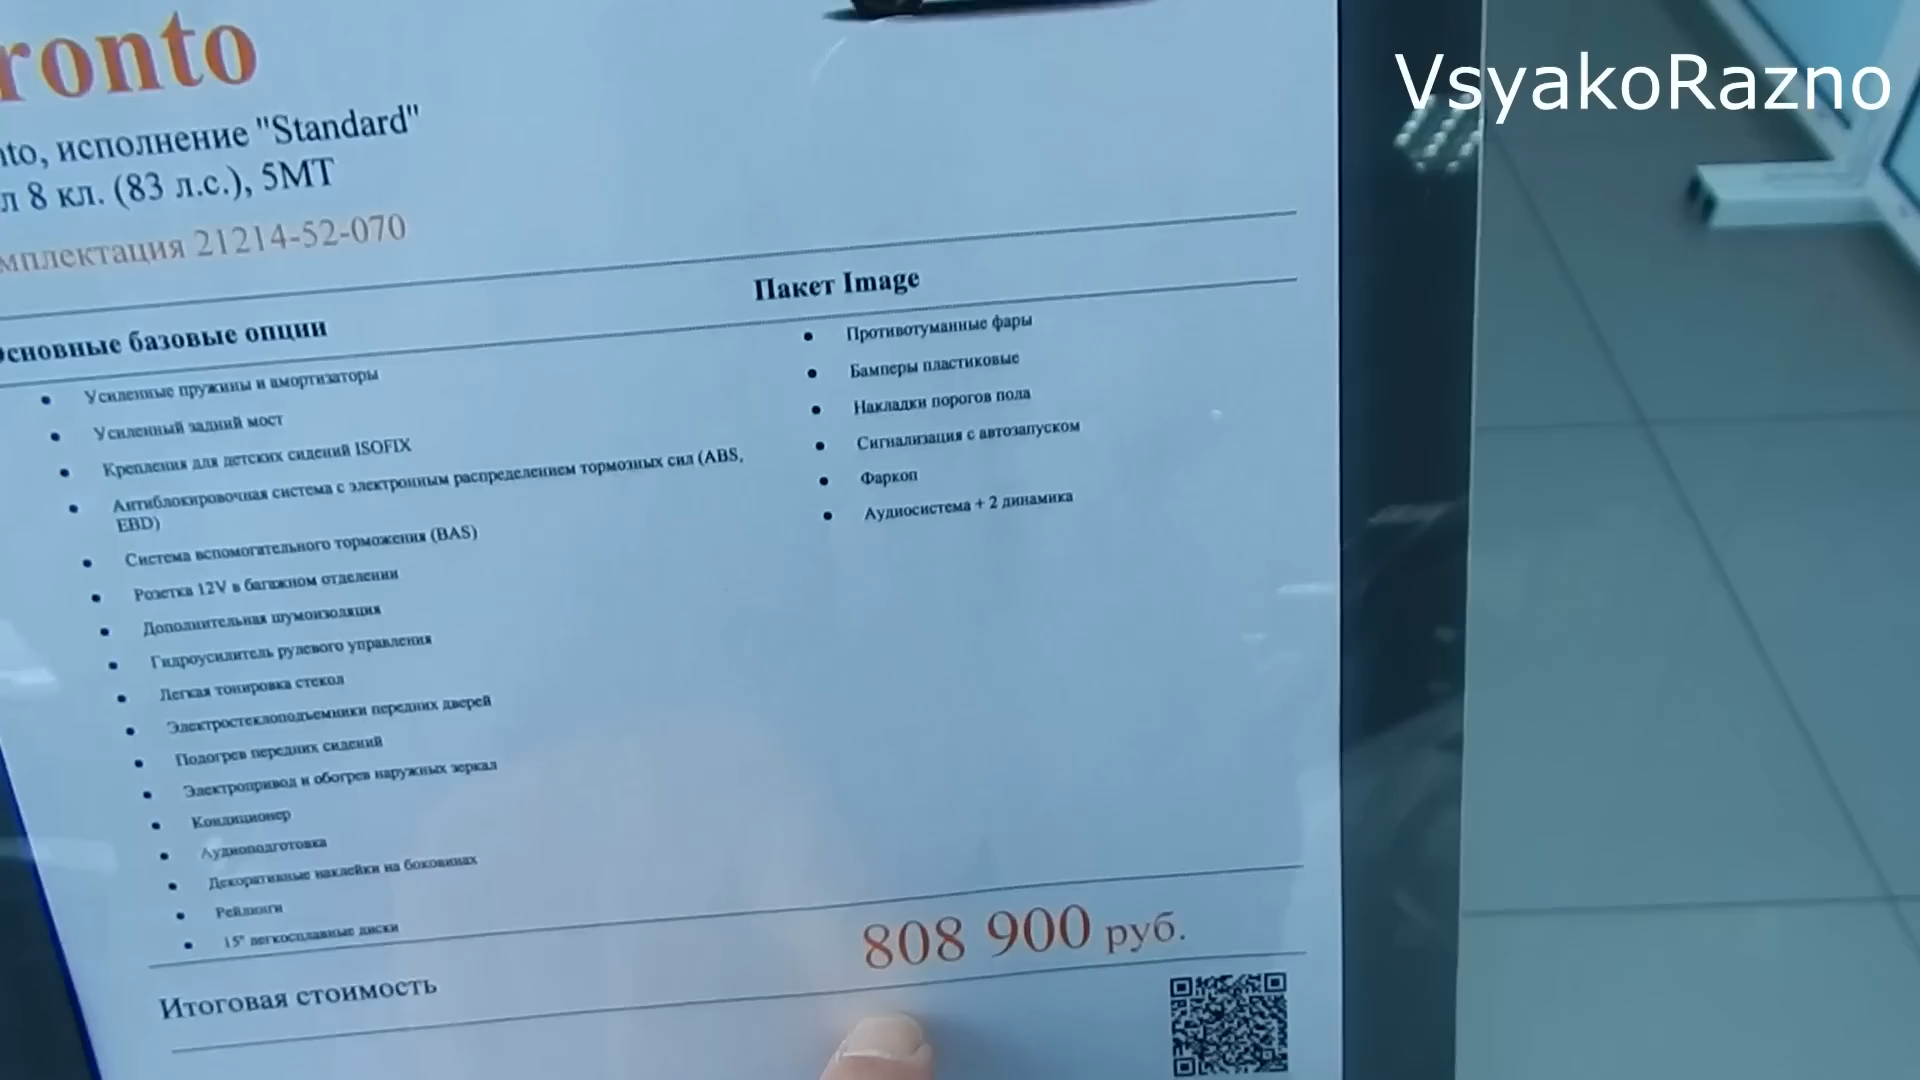 VsyakoRazno
ronto
nto, исполнение "Standard"
л 8 кл. (83 л.с.), 5МТ
мплектация 21214-52-070
Основные базовые опции
Усиленные пружины и амортизаторы
Усиленный задний мост
Крепления для детских сидений ISOFIX
Антиблокировочная система с электронным распределением тормозных сил (ABS,
EBD)
Система вспомогательного торможения (BAS)
Розетка 12V в багажном отделении
Дополнительная шумоизоляция
Гидроусилитель рулевого управления
Легкая тонировка стекол
Электростеклоподъемники передних дверей
Подогрев передних сидений
Электропривод и обогрев наружных зеркал
Кондиционер
Аудиоподготовка
Декоративные наклейки на боковинах
Рейлинги
15" легкосплавные диски
Пакет Image
Противотуманные фары
Бамперы пластиковые
Накладки порогов пола
Сигнализация с автозапуском
Фаркоп
Аудиосистема + 2 динамика
Итоговая стоимость
808 900 руб.